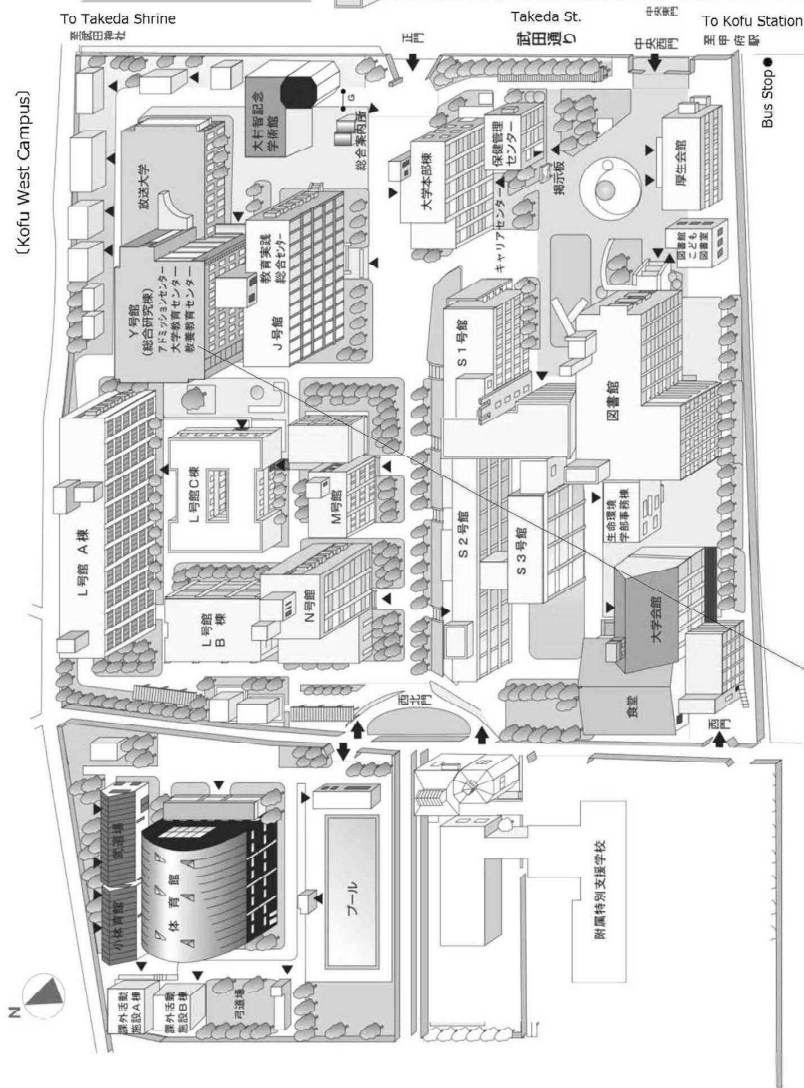 To Takeda Shrine
至武田神社
Takeda St.
武田通り
正門
中央西門
To Kofu Station
至甲府駅
Bus Stop
(Kofu West Campus)
大村智記念
学術館
G
総合案内所
放送大学
大学本部棟
保健管理
センター
キャリアセンター
掲示板
厚生会館
図書館
こども
図書室
Y号館
(総合研究棟)
アドミッションセンター
大学教育センター
教養教育センター
教育実践
総合センター
J号館
S1号館
図書館
L号館 A棟
L号館C棟
M号館
S2号館
S3号館
生命環境
学部事務棟
L号館
B棟
N号館
大学会館
食堂
西北門
西門
武道場
小体育館
体育館
プール
附属特別支援学校
課外活動
施設A棟
課外活動
施設B棟
弓道場
N